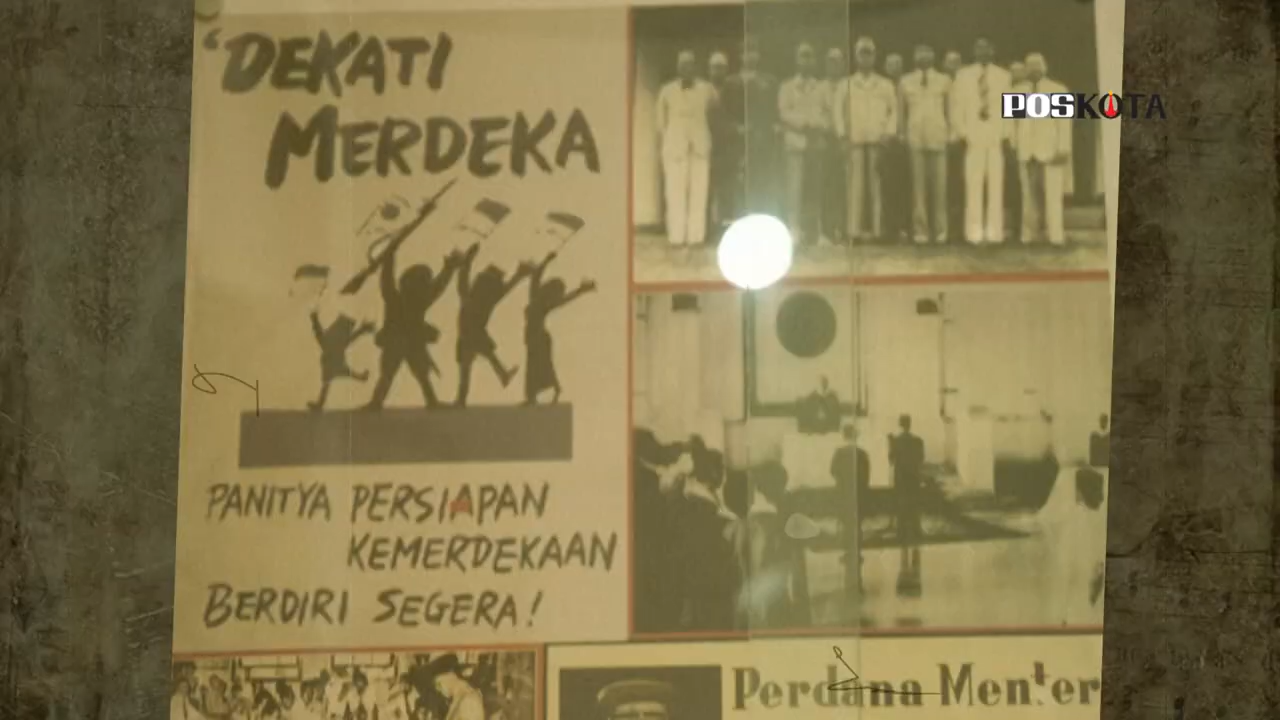 'DEKATI
MERDEKA
PANITYA PERSIAPAN
KEMERDEKAAN
BERDIRI SEGERA!
POSKOTA
Perdana Menter